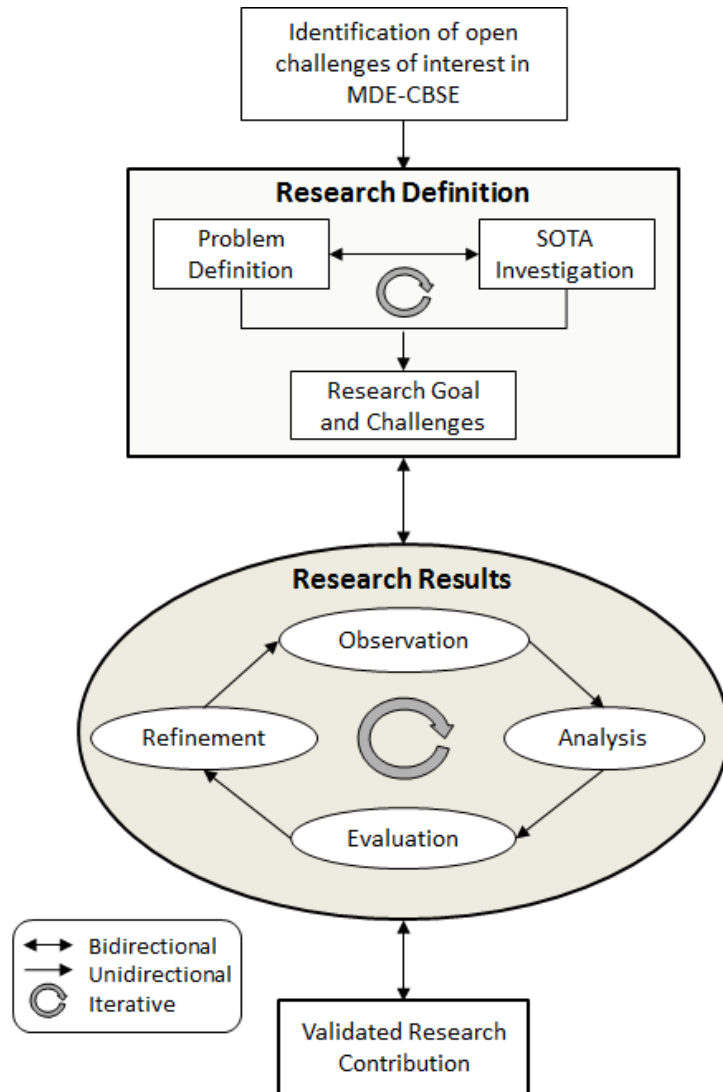 Identification of open
challenges of interest in
MDE-CBSE
Research Definition
Problem
Definition
SOTA
Investigation
Research Goal
and Challenges
Research Results
Observation
Refinement
Analysis
Evaluation
Bidirectional
Unidirectional
Iterative
Validated Research
Contribution